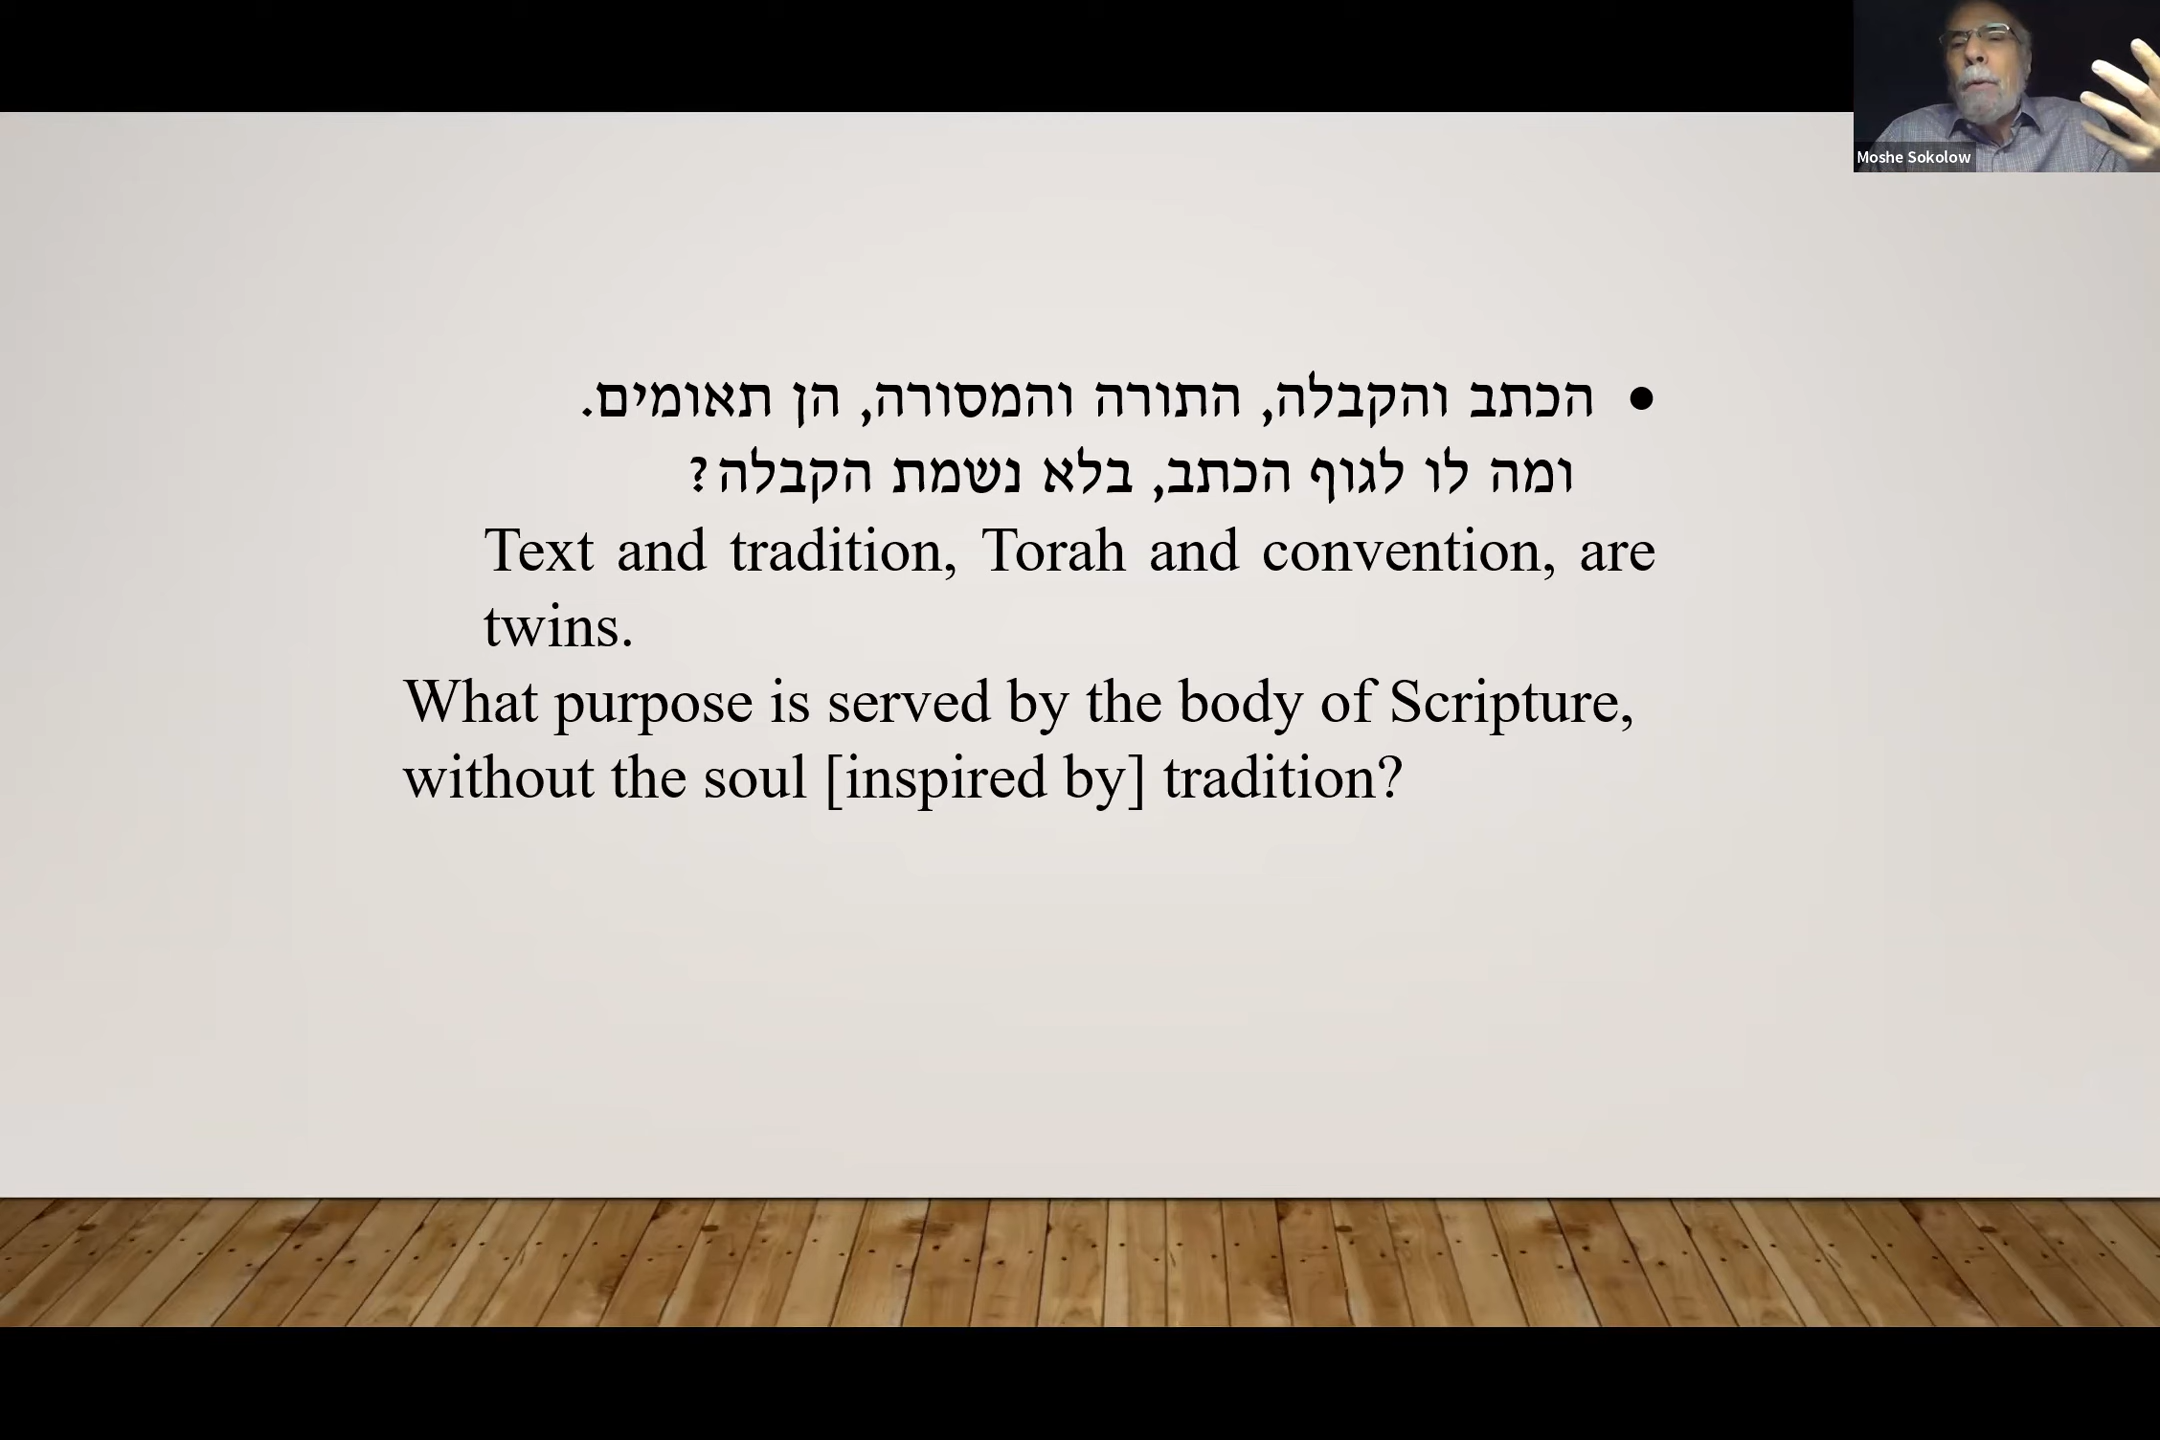 Moshe Sokolow
• הכתב והקבלה, התורה והמסורה, הן תאומים.
ומה לו לגוף הכתב, בלא נשמת הקבלה?
Text and tradition, Torah and convention, are
twins.
What purpose is served by the body of Scripture,
without the soul [inspired by] tradition?